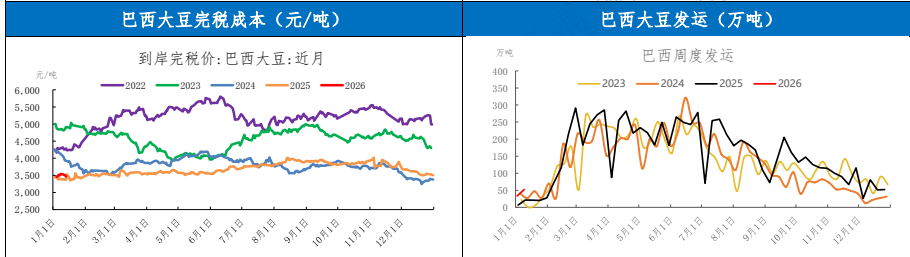 巴西大豆完税成本（元/吨）
巴西大豆发运（万吨）
到岸完税价:巴西大豆:近月
元/吨
2022 2023 2024 2025 2026
6,000
5,500
5,000
4,500
4,000
3,500
3,000
2,500
1月1日 2月1日 3月1日 4月1日 5月1日 6月1日 7月1日 8月1日 9月1日 10月1日 11月1日 12月1日
巴西周度发运
万吨
2023 2024 2025 2026
400
350
300
250
200
150
100
50
0
1月1日 2月1日 3月1日 4月1日 5月1日 6月1日 7月1日 8月1日 9月1日 10月1日 11月1日 12月1日